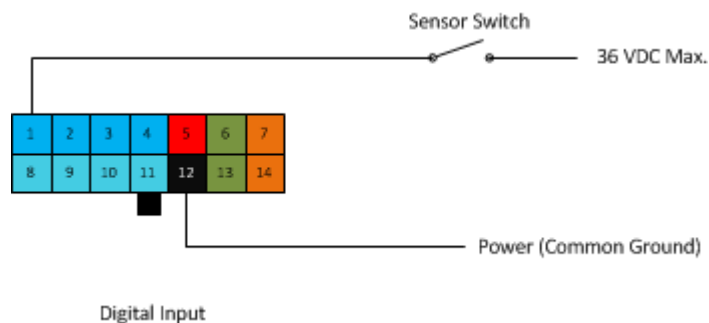 Sensor Switch
36 VDC Max.
1 2 3 4 5 6 7
8 9 10 11 12 13 14
Power (Common Ground)
Digital Input